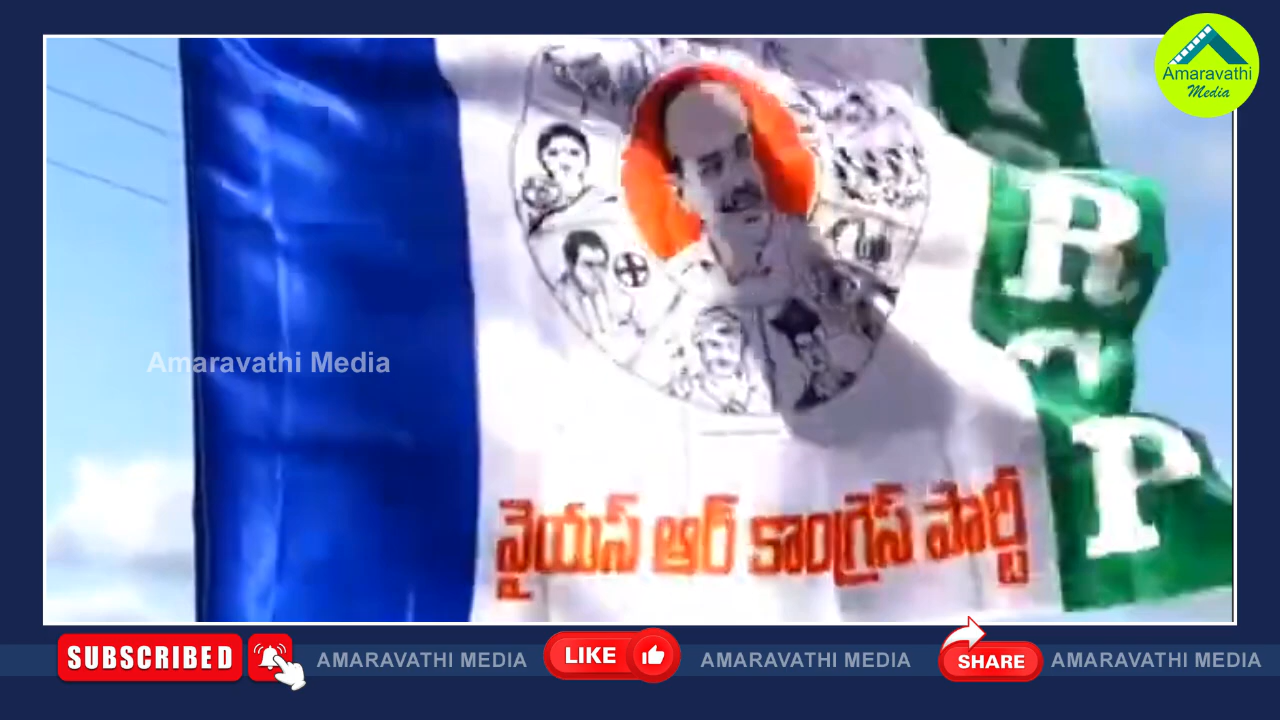 Amaravathi
Media
R
C
P
Amaravathi Media
వైయస్ ఆర్ కాంగ్రెస్ పార్టీ
SUBSCRIBED
AMARAVATHI MEDIA
LIKE
AMARAVATHI MEDIA
SHARE
AMARAVATHI MEDIA